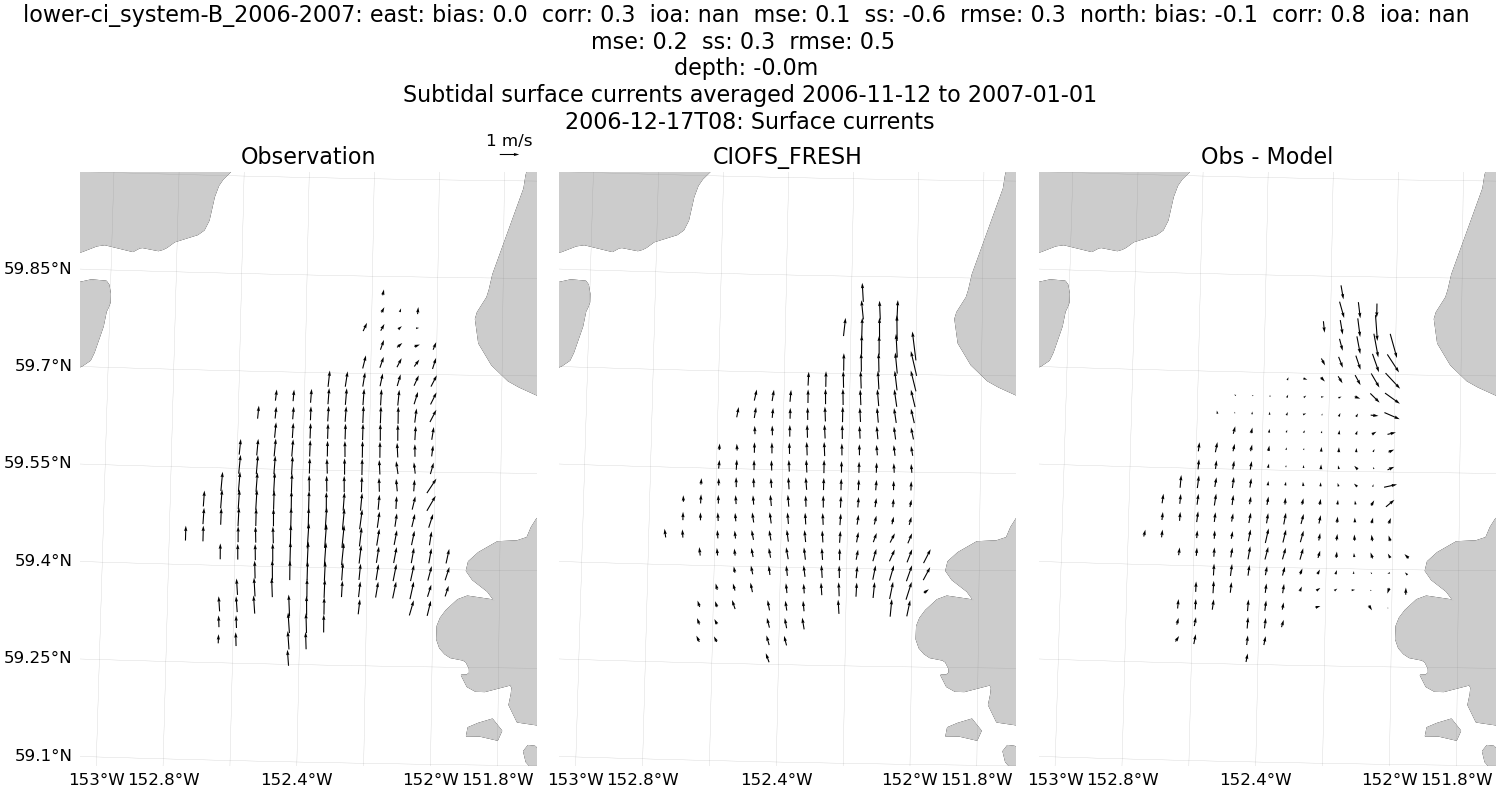 lower-ci_system-B_2006-2007: east: bias: 0.0  corr: 0.3  ioa: nan  mse: 0.1  ss: -0.6  rmse: 0.3  north: bias: -0.1  corr: 0.8  ioa: nan
mse: 0.2  ss: 0.3  rmse: 0.5
depth: -0.0m
Subtidal surface currents averaged 2006-11-12 to 2007-01-01
2006-12-17T08: Surface currents
1 m/s
Observation
CIOFS_FRESH
Obs - Model
59.85°N
59.7°N
59.55°N
59.4°N
59.25°N
59.1°N
153°W 152.8°W 152.4°W 152°W 151.8°W
153°W 152.8°W 152.4°W 152°W 151.8°W
153°W 152.8°W 152.4°W 152°W 151.8°W